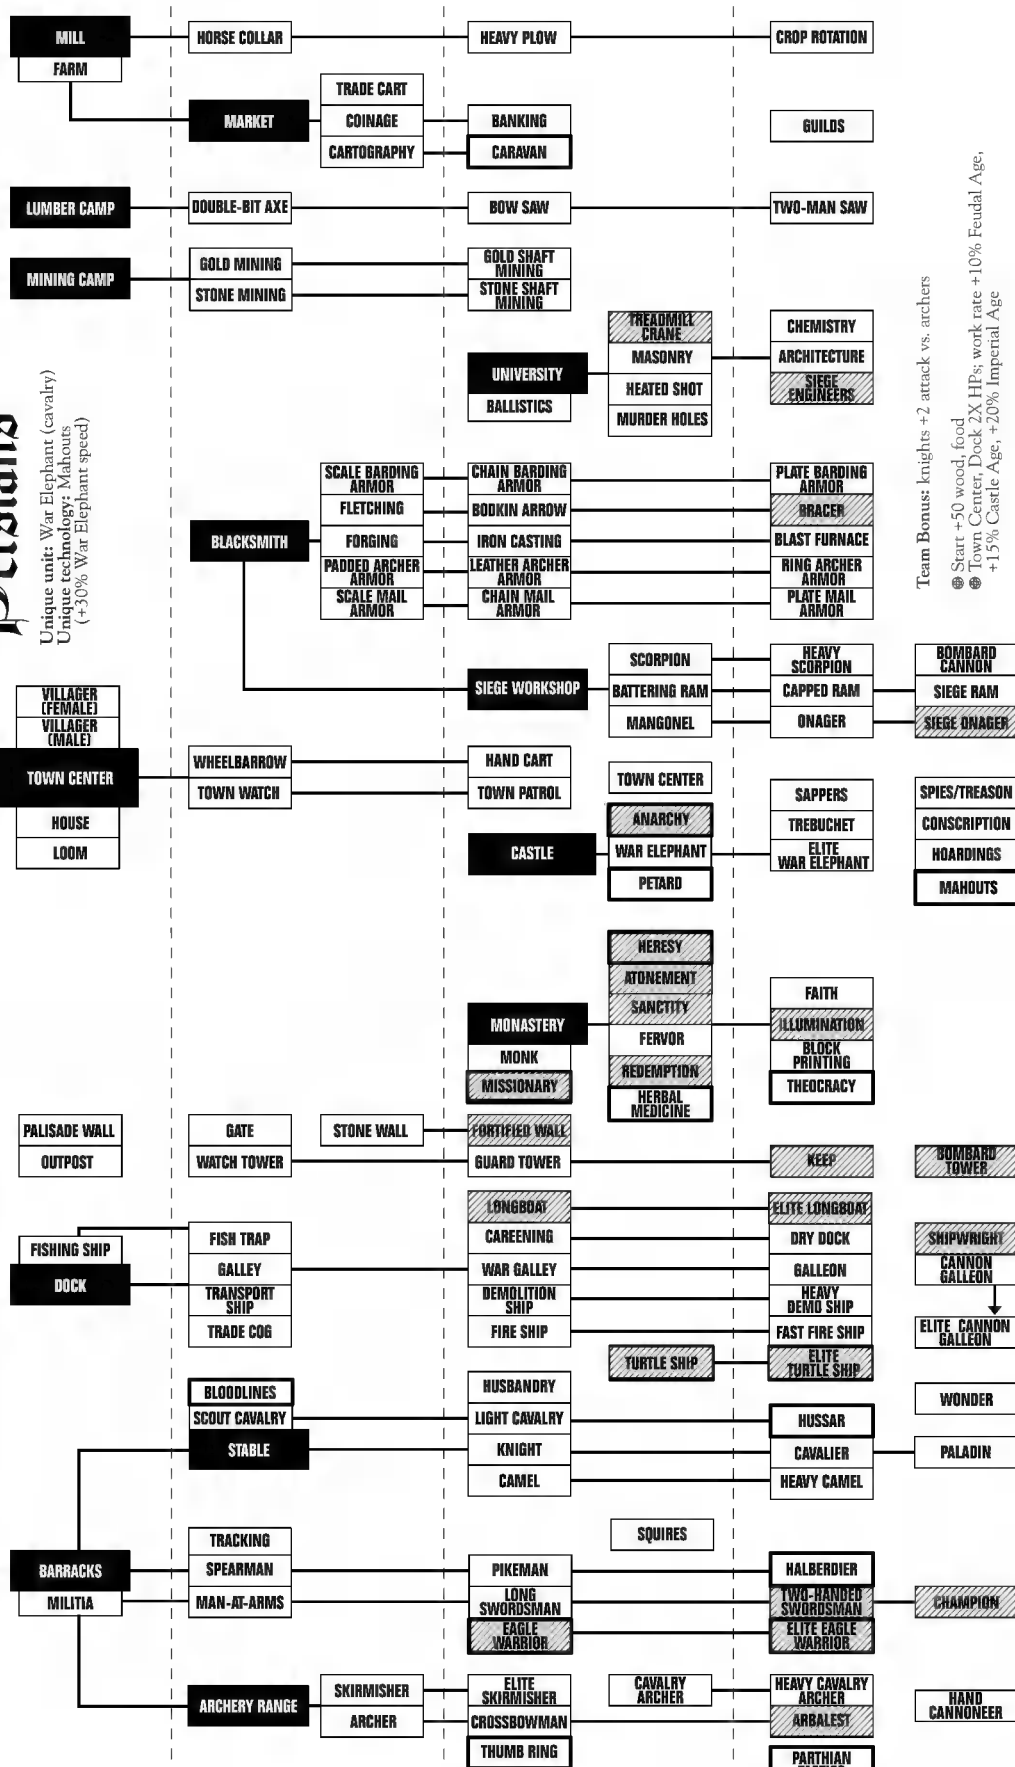 MILL
HORSE COLLAR
HEAVY PLOW
CROP ROTATION
FARM
TRADE CART
MARKET
COINAGE
BANKING
GUILDS
CARTOGRAPHY
CARAVAN
LUMBER CAMP
DOUBLE-BIT AXE
BOW SAW
TWO-MAN SAW
MINING CAMP
GOLD MINING
GOLD SHAFT
MINING
STONE MINING
STONE SHAFT
MINING
TREADMILL
CRANE
CHEMISTRY
UNIVERSITY
MASONRY
ARCHITECTURE
HEATED SHOT
SIEGE
ENGINEERS
BALLISTICS
MURDER HOLES
Persians
Unique unit: War Elephant (cavalry)
Unique technology: Mahouts
(+30% War Elephant speed)
Team Bonus: knights +2 attack vs. archers
Start +50 wood, food
Town Center, Dock 2X HPs; work rate +10% Feudal Age,
+15% Castle Age, +20% Imperial Age
SCALE BARDING
ARMOR
CHAIN BARDING
ARMOR
PLATE BARDING
ARMOR
FLETCHING
BODKIN ARROW
BRACER
BLACKSMITH
FORGING
IRON CASTING
BLAST FURNACE
PADDED ARCHER
ARMOR
LEATHER ARCHER
ARMOR
RING ARCHER
ARMOR
SCALE MAIL
ARMOR
CHAIN MAIL
ARMOR
PLATE MAIL
ARMOR
SCORPION
HEAVY
SCORPION
BOMBARD
CANNON
SIEGE WORKSHOP
BATTERING RAM
CAPPED RAM
SIEGE RAM
MANGONEL
ONAGER
SIEGE ONAGER
VILLAGER
(FEMALE)
VILLAGER
(MALE)
TOWN CENTER
WHEELBARROW
HAND CART
TOWN WATCH
TOWN PATROL
HOUSE
LOOM
TOWN CENTER
SAPPERS
SPIES/TREASON
ANARCHY
TREBUCHET
CONSCRIPTION
CASTLE
WAR ELEPHANT
ELITE
WAR ELEPHANT
HOARDINGS
PETARD
MAHOUTS
HERESY
ATONEMENT
SANCTITY
FAITH
MONASTERY
FERVOR
ILLUMINATION
MONK
REDEMPTION
BLOCK
PRINTING
MISSIONARY
HERBAL
MEDICINE
THEOCRACY
PALISADE WALL
GATE
STONE WALL
FORTIFIED WALL
OUTPOST
WATCH TOWER
GUARD TOWER
KEEP
BOMBARD
TOWER
LONGBOAT
ELITE LONGBOAT
FISHING SHIP
FISH TRAP
CAREENING
DRY DOCK
SHIPWRIGHT
DOCK
GALLEY
WAR GALLEY
GALLEON
CANNON
GALLEON
TRANSPORT
SHIP
DEMOLITION
SHIP
HEAVY
DEMO SHIP
TRADE COG
FIRE SHIP
FAST FIRE SHIP
ELITE CANNON
GALLEON
TURTLE SHIP
ELITE
TURTLE SHIP
BLOODLINES
HUSBANDRY
WONDER
SCOUT CAVALRY
LIGHT CAVALRY
HUSSAR
STABLE
KNIGHT
CAVALIER
PALADIN
CAMEL
HEAVY CAMEL
TRACKING
SQUIRES
BARRACKS
SPEARMAN
PIKEMAN
HALBERDIER
MILITIA
MAN-AT-ARMS
LONG
SWORDSMAN
TWO-HANDED
SWORDSMAN
CHAMPION
EAGLE
WARRIOR
ELITE EAGLE
WARRIOR
ARCHERY RANGE
SKIRMISHER
ELITE
SKIRMISHER
CAVALRY
ARCHER
HEAVY CAVALRY
ARCHER
HAND
CANNONEER
ARCHER
CROSSBOWMAN
ARBALEST
THUMB RING
PARTHIAN